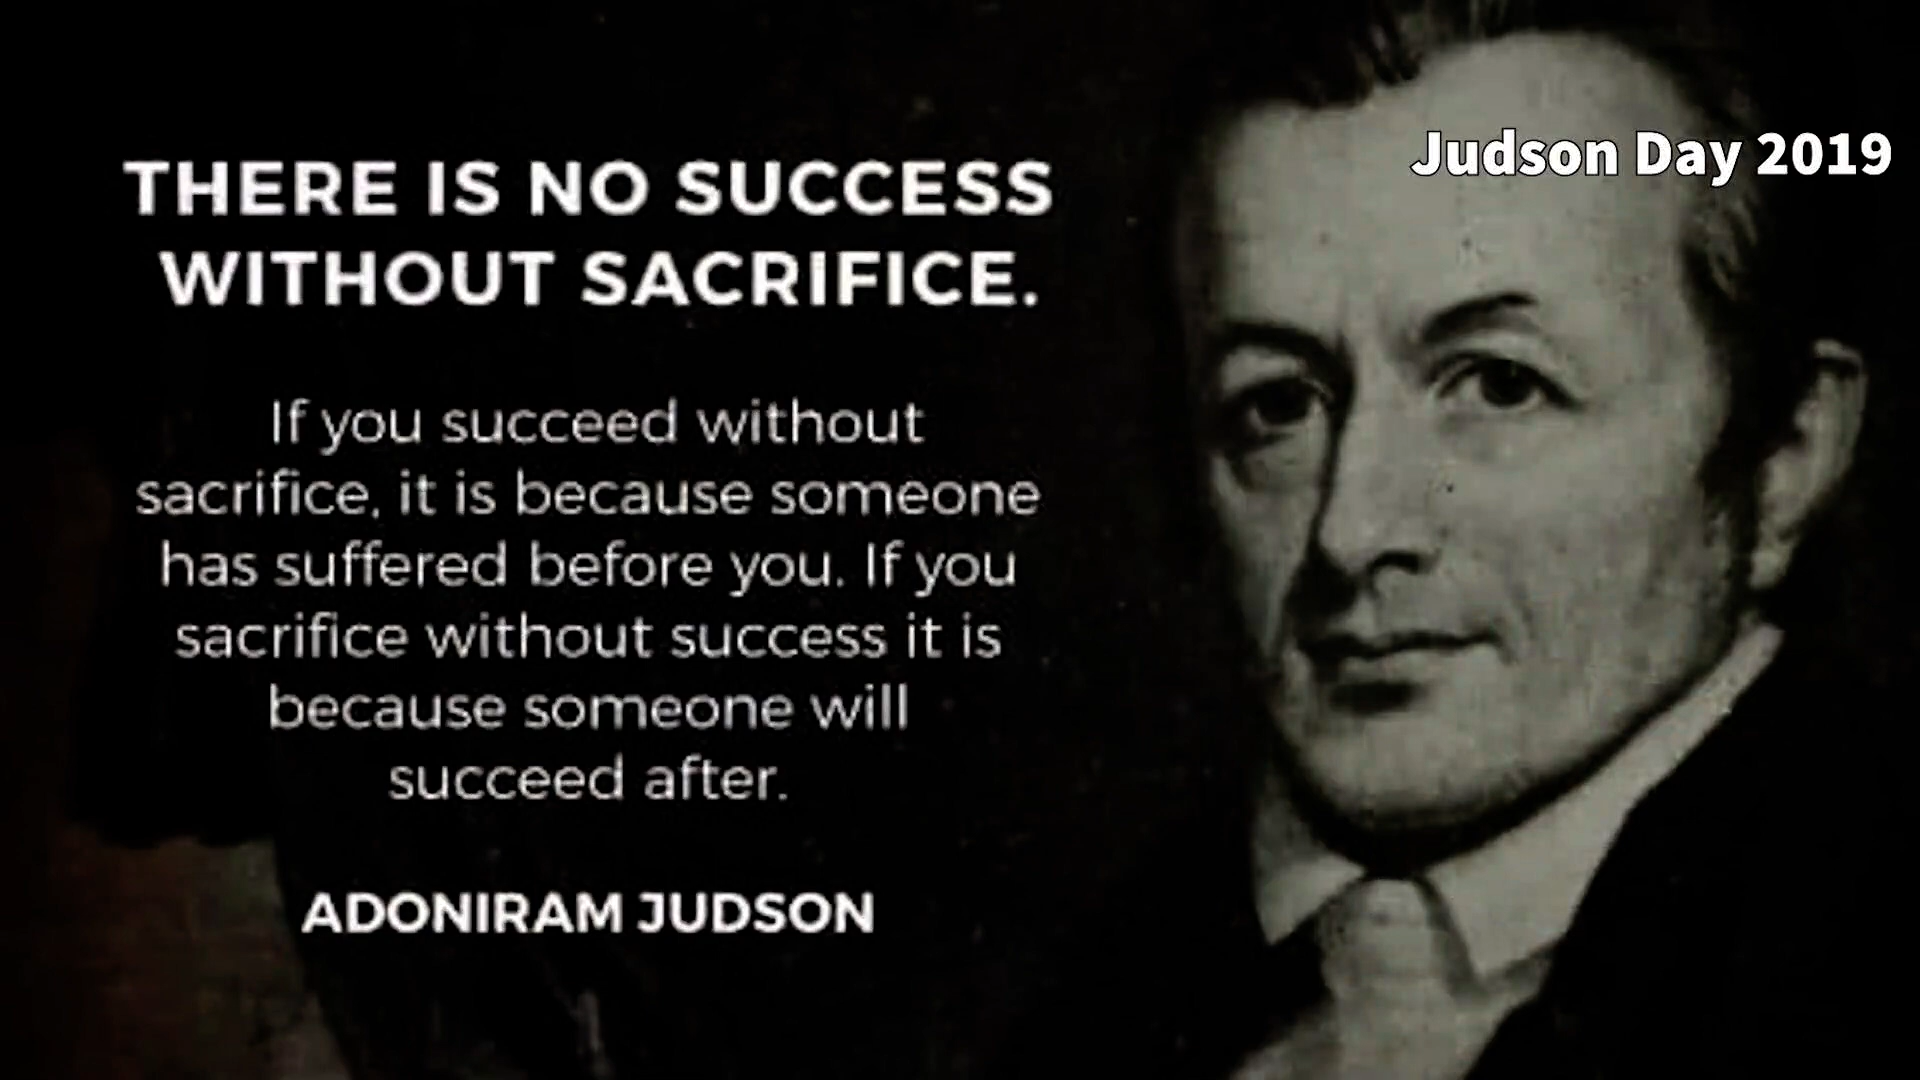 Judson Day 2019
THERE IS NO SUCCESS
WITHOUT SACRIFICE.
If you succeed without
sacrifice, it is because someone
has suffered before you. If you
sacrifice without success it is
because someone will
succeed after.
ADONIRAM JUDSON